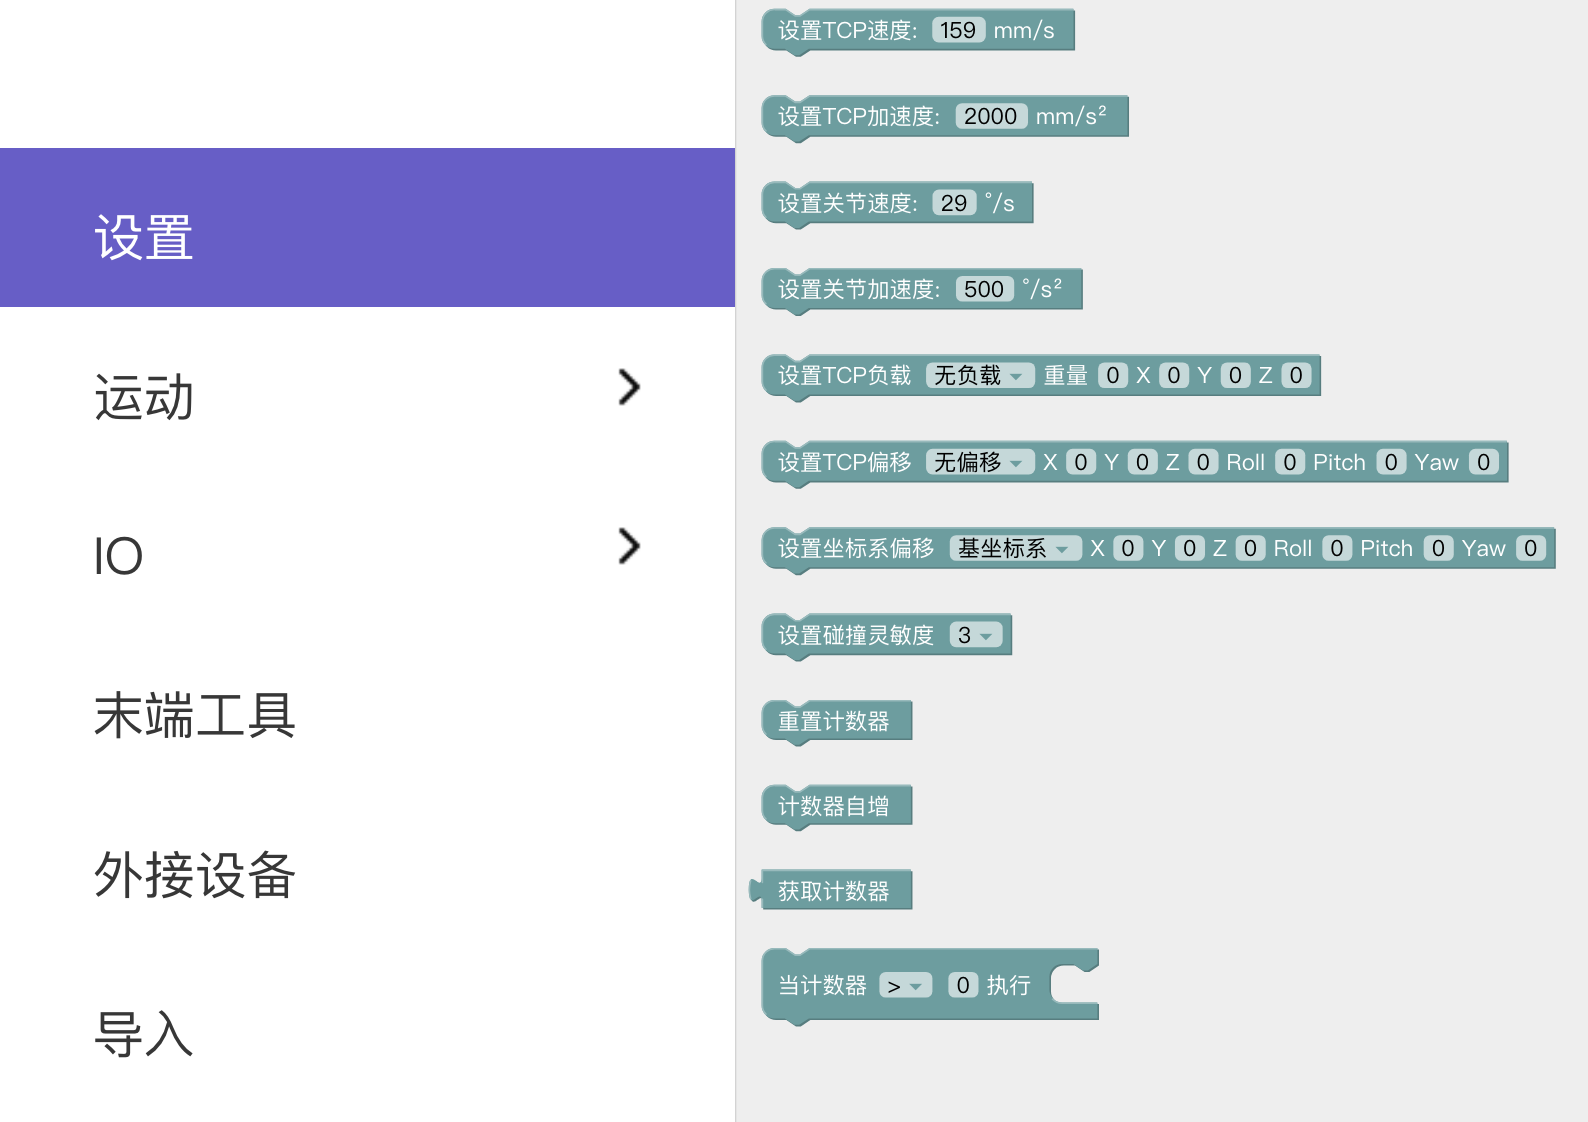 设置
运动
IO
末端工具
外接设备
导入
设置TCP速度: 159 mm/s
设置TCP加速度: 2000 mm/s²
设置关节速度: 29 °/s
设置关节加速度: 500 °/s²
设置TCP负载 无负载 重量 0 X 0 Y 0 Z 0
设置TCP偏移 无偏移 X 0 Y 0 Z 0 Roll 0 Pitch 0 Yaw 0
设置坐标系偏移 基坐标系 X 0 Y 0 Z 0 Roll 0 Pitch 0 Yaw 0
设置碰撞灵敏度 3
重置计数器
计数器自增
获取计数器
当计数器 > 0 执行